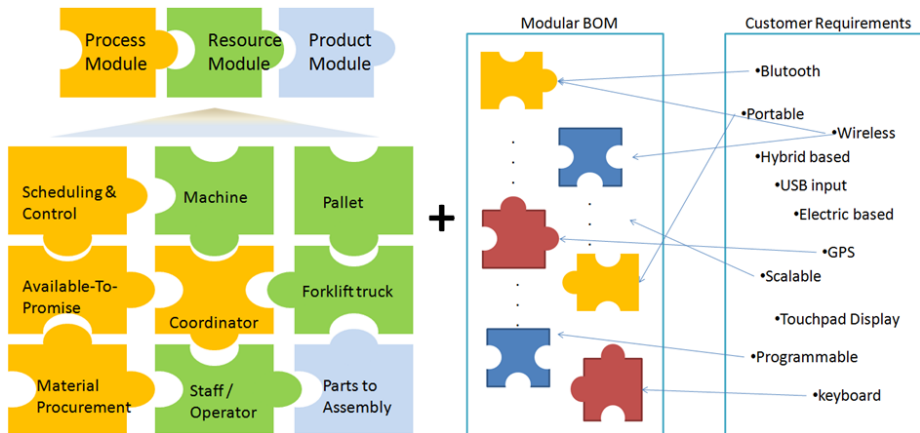 Process
Module
Resource
Module
Product
Module
Scheduling &
Control
Machine
Pallet
Available-To-
Promise
Coordinator
Forklift truck
Material
Procurement
Staff /
Operator
Parts to
Assembly
+
Modular BOM
Customer Requirements
•Blutooth
•Portable
•Wireless
•Hybrid based
•USB input
•Electric based
•GPS
•Scalable
•Touchpad Display
•Programmable
•keyboard